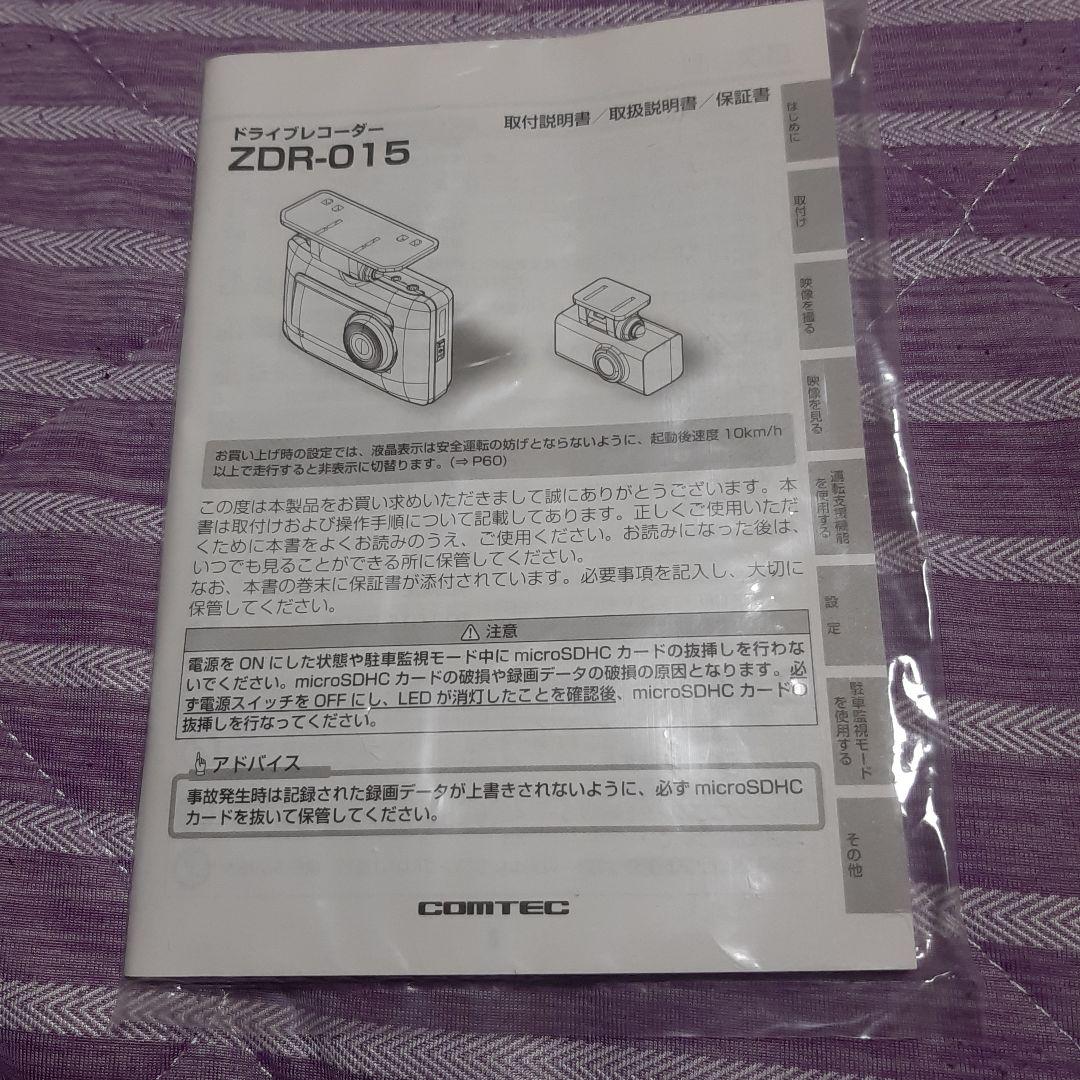 取付説明書／取扱説明書／保証書
ドライブレコーダー
ZDR-015
お買い上げ時の設定では、液晶表示は安全運転の妨げとならないように、起動後速度 10km/h
以上で走行すると非表示に切替ります。(⇒ P60)
この度は本製品をお買い求めいただきまして誠にありがとうございます。本
書は取付けおよび操作手順について記載してあります。正しくご使用いただ
くために本書をよくお読みのうえ、ご使用ください。お読みになった後は、
いつでも見ることができる所に保管してください。
なお、本書の巻末に保証書が添付されています。必要事項を記入し、大切に
保管してください。
⚠ 注意
電源を ON にした状態や駐車監視モード中に microSDHC カードの抜挿しを行わな
いでください。microSDHC カードの破損や録画データの破損の原因となります。必
ず電源スイッチを OFF にし、LED が消灯したことを確認後、microSDHC カードの
抜挿しを行なってください。
アドバイス
事故発生時は記録された録画データが上書きされないように、必ず microSDHC
カードを抜いて保管してください。
COMTEC
はじめに
取付け
映像を撮る
映像を見る
運転支援機能
を使用する
設 定
駐車監視モード
を使用する
その他